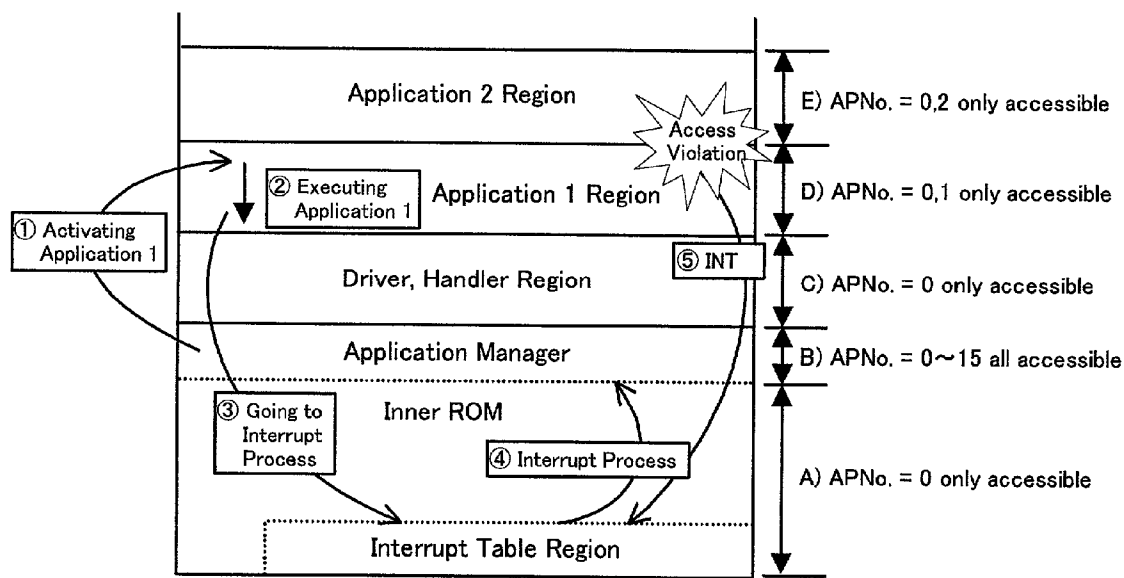 Application 2 Region
Access
Violation
E) APNo. = 0,2 only accessible
② Executing
Application 1
Application 1 Region
D) APNo. = 0,1 only accessible
① Activating
Application 1
⑤ INT
Driver, Handler Region
C) APNo. = 0 only accessible
Application Manager
B) APNo. = 0～15 all accessible
③ Going to
Interrupt
Process
Inner ROM
④ Interrupt Process
A) APNo. = 0 only accessible
Interrupt Table Region